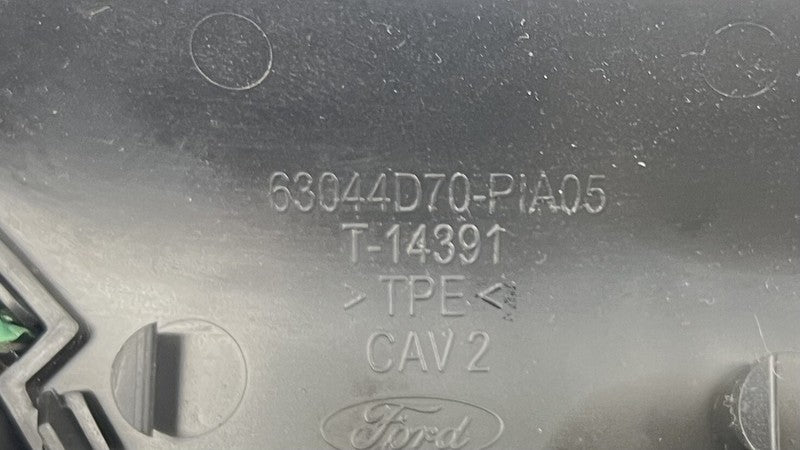 63044D70-PIA05
T-14391
> TPE <
CAV 2
Ford